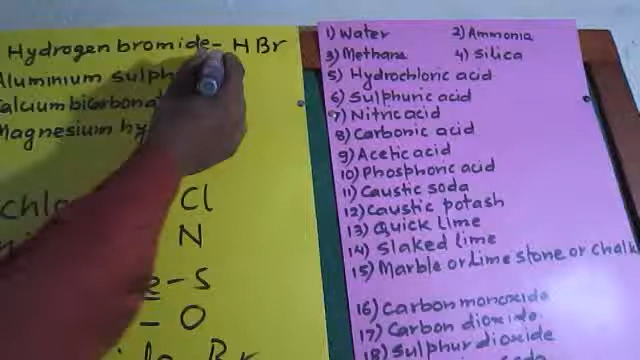 Hydrogen bromide- HBr
Aluminium sulph
Calcium bicarbonat
Magnesium hy
chlo Cl
N
e-S
- O
Br
1) Water 2) Ammonia
3) Methane 4) Silica
5) Hydrochloric acid
6) Sulphuric acid
7) Nitric acid
8) Carbonic acid
9) Acetic acid
10) Phosphoric acid
11) Caustic soda
12) Caustic potash
13) Quick lime
14) Slaked lime
15) Marble or Lime stone or chalk
16) Carbon monoxide
17) Carbon dioxide
18) Sulphur dioxide